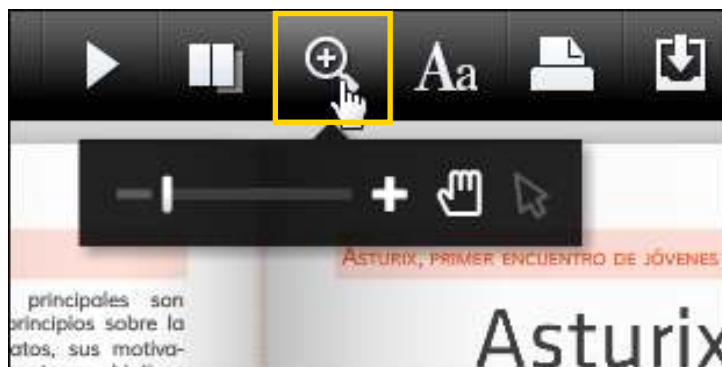 Aa
ASTURIX, PRIMER ENCUENTRO DE JÓVENES
principales son
principios sobre la
atos, sus motiva-
Asturix